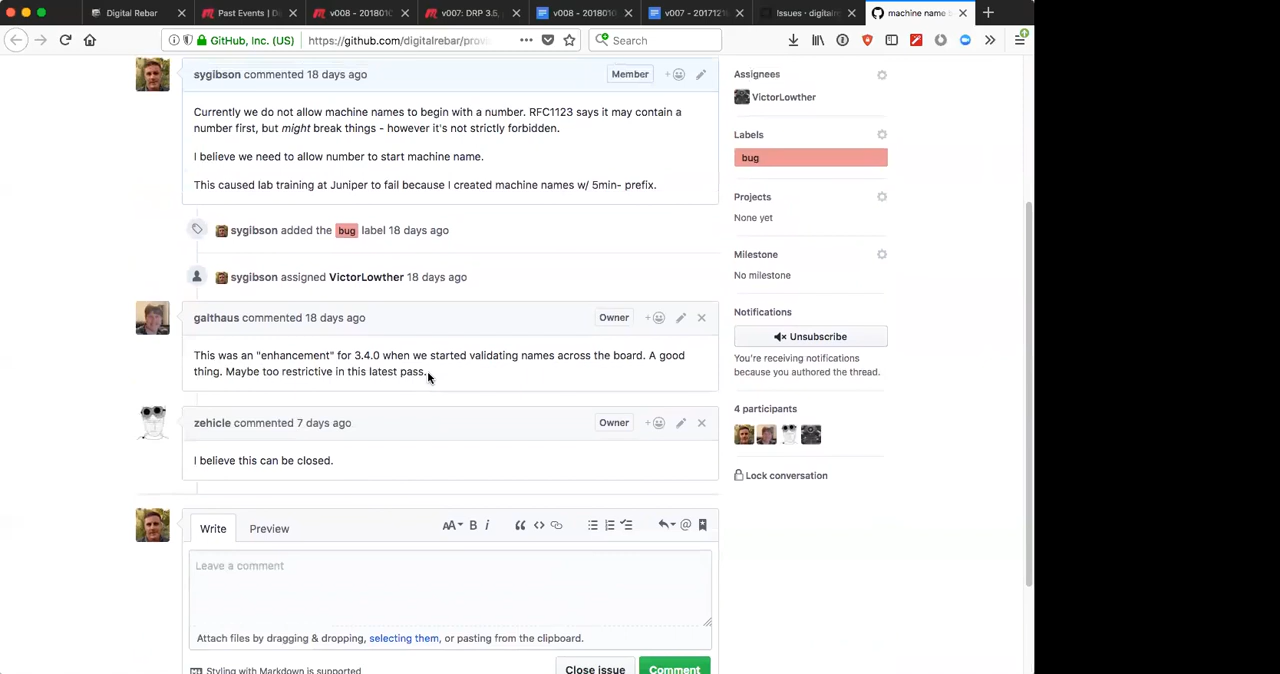 Digital Rebar
Past Events | D
v008 - 201801C
v007: DRP 3.5,
v008 - 201801C
v007 - 2017121
Issues · digitalre
machine name b
GitHub, Inc. (US)
https://github.com/digitalrebar/provis
Search
sygibson commented 18 days ago
Member
Currently we do not allow machine names to begin with a number. RFC1123 says it may contain a
number first, but might break things - however it's not strictly forbidden.
I believe we need to allow number to start machine name.
This caused lab training at Juniper to fail because I created machine names w/ 5min- prefix.
sygibson added the bug label 18 days ago
sygibson assigned VictorLowther 18 days ago
galthaus commented 18 days ago
Owner
This was an "enhancement" for 3.4.0 when we started validating names across the board. A good
thing. Maybe too restrictive in this latest pass.
zehicle commented 7 days ago
Owner
I believe this can be closed.
Write
Preview
AA
B
i
Leave a comment
Attach files by dragging & dropping, selecting them, or pasting from the clipboard.
Styling with Markdown is supported
Close issue
Comment
Assignees
VictorLowther
Labels
bug
Projects
None yet
Milestone
No milestone
Notifications
Unsubscribe
You're receiving notifications
because you authored the thread.
4 participants
Lock conversation